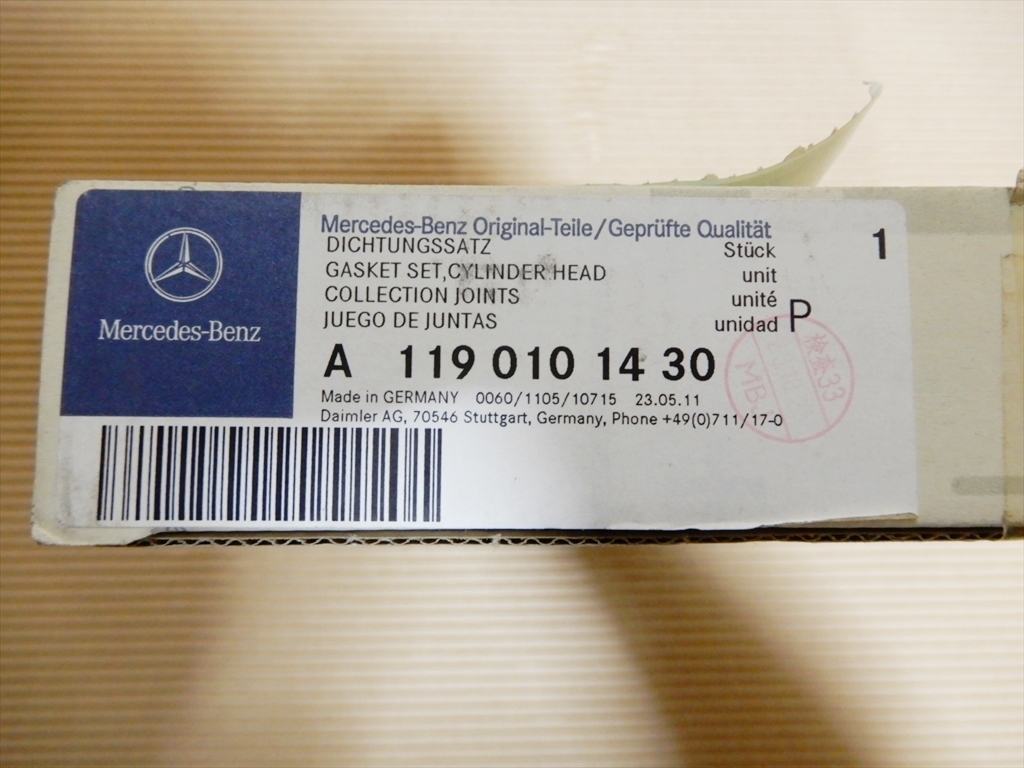 Mercedes-Benz
Mercedes-Benz Original-Teile/Geprüfte Qualität
DICHTUNGSSATZ
GASKET SET,CYLINDER HEAD
COLLECTION JOINTS
JUEGO DE JUNTAS
Stück
unit
unité
unidad P
1
A 119 010 14 30
Made in GERMANY 0060/1105/10715 23.05.11
Daimler AG, 70546 Stuttgart, Germany, Phone +49(0)711/17-0
MB
検査33